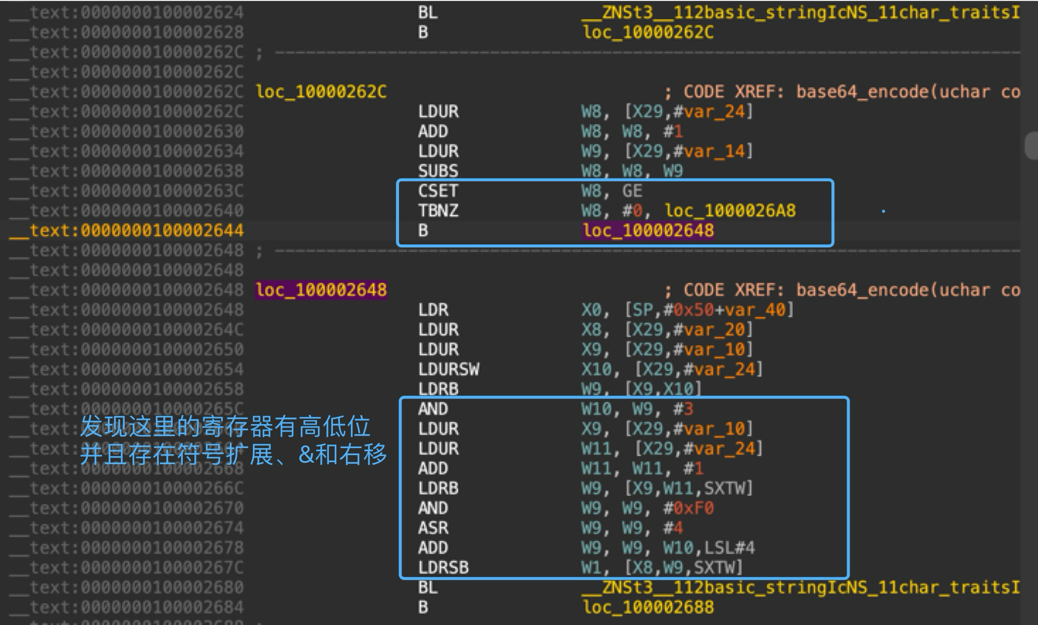 __text:0000000100002624 BL __ZNSt3__112basic_stringIcNS_11char_traitsI
__text:0000000100002628 B loc_10000262C
__text:000000010000262C ; ---------------------------------------------------------------------------
__text:000000010000262C
__text:000000010000262C loc_10000262C ; CODE XREF: base64_encode(uchar co
__text:000000010000262C LDUR W8, [X29,#var_24]
__text:0000000100002630 ADD W8, W8, #1
__text:0000000100002634 LDUR W9, [X29,#var_14]
__text:0000000100002638 SUBS W8, W8, W9
__text:000000010000263C CSET W8, GE
__text:0000000100002640 TBNZ W8, #0, loc_1000026A8
__text:0000000100002644 B loc_100002648
__text:0000000100002648 ; ---------------------------------------------------------------------------
__text:0000000100002648
__text:0000000100002648 loc_100002648 ; CODE XREF: base64_encode(uchar co
__text:0000000100002648 LDR X0, [SP,#0x50+var_40]
__text:000000010000264C LDUR X8, [X29,#var_20]
__text:0000000100002650 LDUR X9, [X29,#var_10]
__text:0000000100002654 LDURSW X10, [X29,#var_24]
__text:0000000100002658 LDRB W9, [X9,X10]
__text:000000010000265C AND W10, W9, #3
发现这里的寄存器有高低位
LDUR X9, [X29,#var_10]
并且存在符号扩展、&和右移
LDUR W11, [X29,#var_24]
__text:0000000100002668 ADD W11, W11, #1
__text:000000010000266C LDRB W9, [X9,W11,SXTW]
__text:0000000100002670 AND W9, W9, #0xF0
__text:0000000100002674 ASR W9, W9, #4
__text:0000000100002678 ADD W9, W9, W10,LSL#4
__text:000000010000267C LDRSB W1, [X8,W9,SXTW]
__text:0000000100002680 BL __ZNSt3__112basic_stringIcNS_11char_traitsI
__text:0000000100002684 B loc_100002688